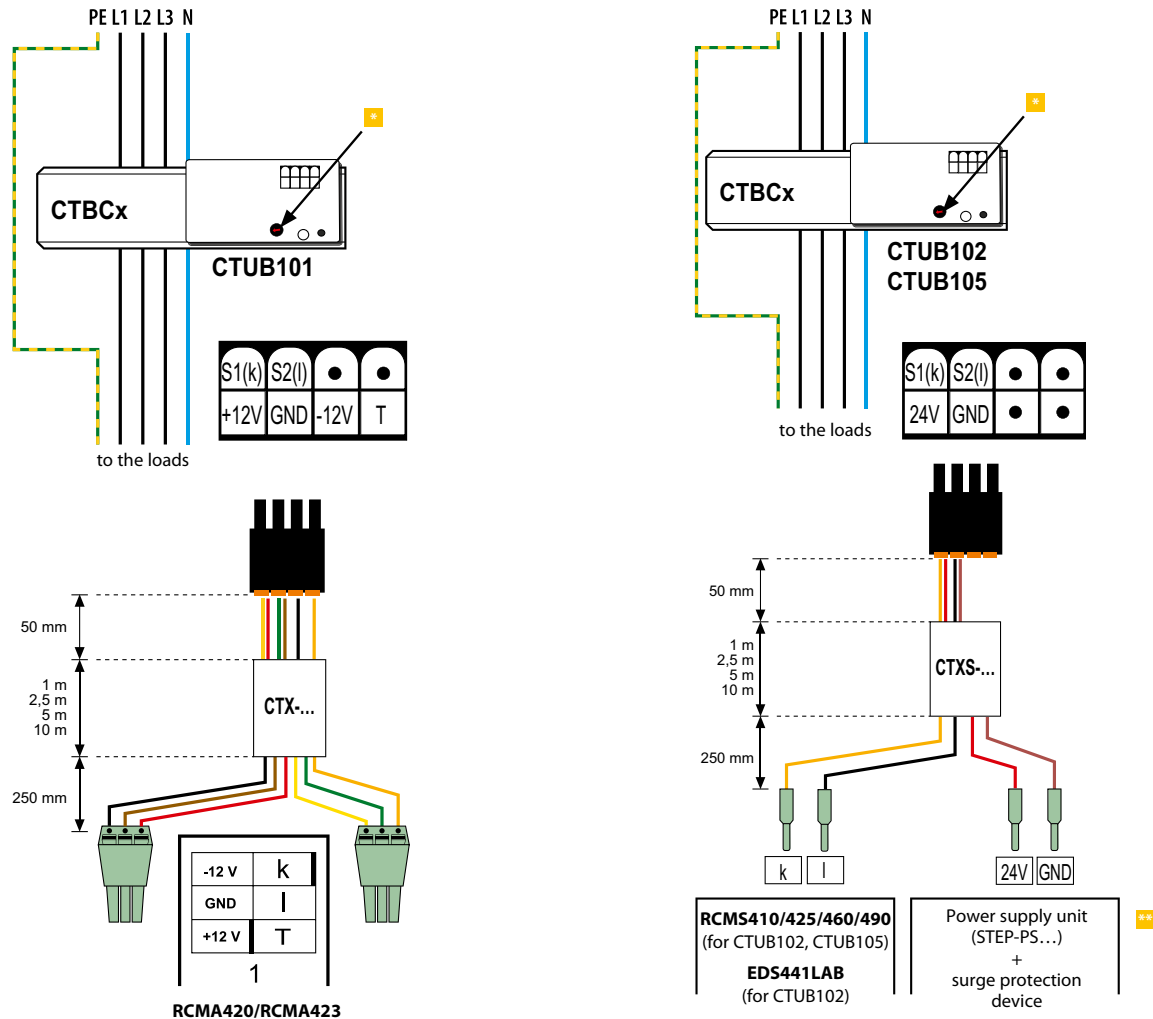 PE L1 L2 L3 N
*
CTBCx
CTUB101
S1(k) S2(l) ● ●
+12V GND -12V T
to the loads
50 mm
1 m
2,5 m
5 m
10 m
CTX-...
250 mm
-12 V k
GND l
+12 V T
1
RCMA420/RCMA423
PE L1 L2 L3 N
*
CTBCx
CTUB102
CTUB105
S1(k) S2(l) ● ●
24V GND ● ●
to the loads
50 mm
1 m
2,5 m
5 m
10 m
CTXS-...
250 mm
k l 24V GND
RCMS410/425/460/490
(for CTUB102, CTUB105)
EDS441LAB
(for CTUB102)
Power supply unit
(STEP-PS…)
+
surge protection
device
**